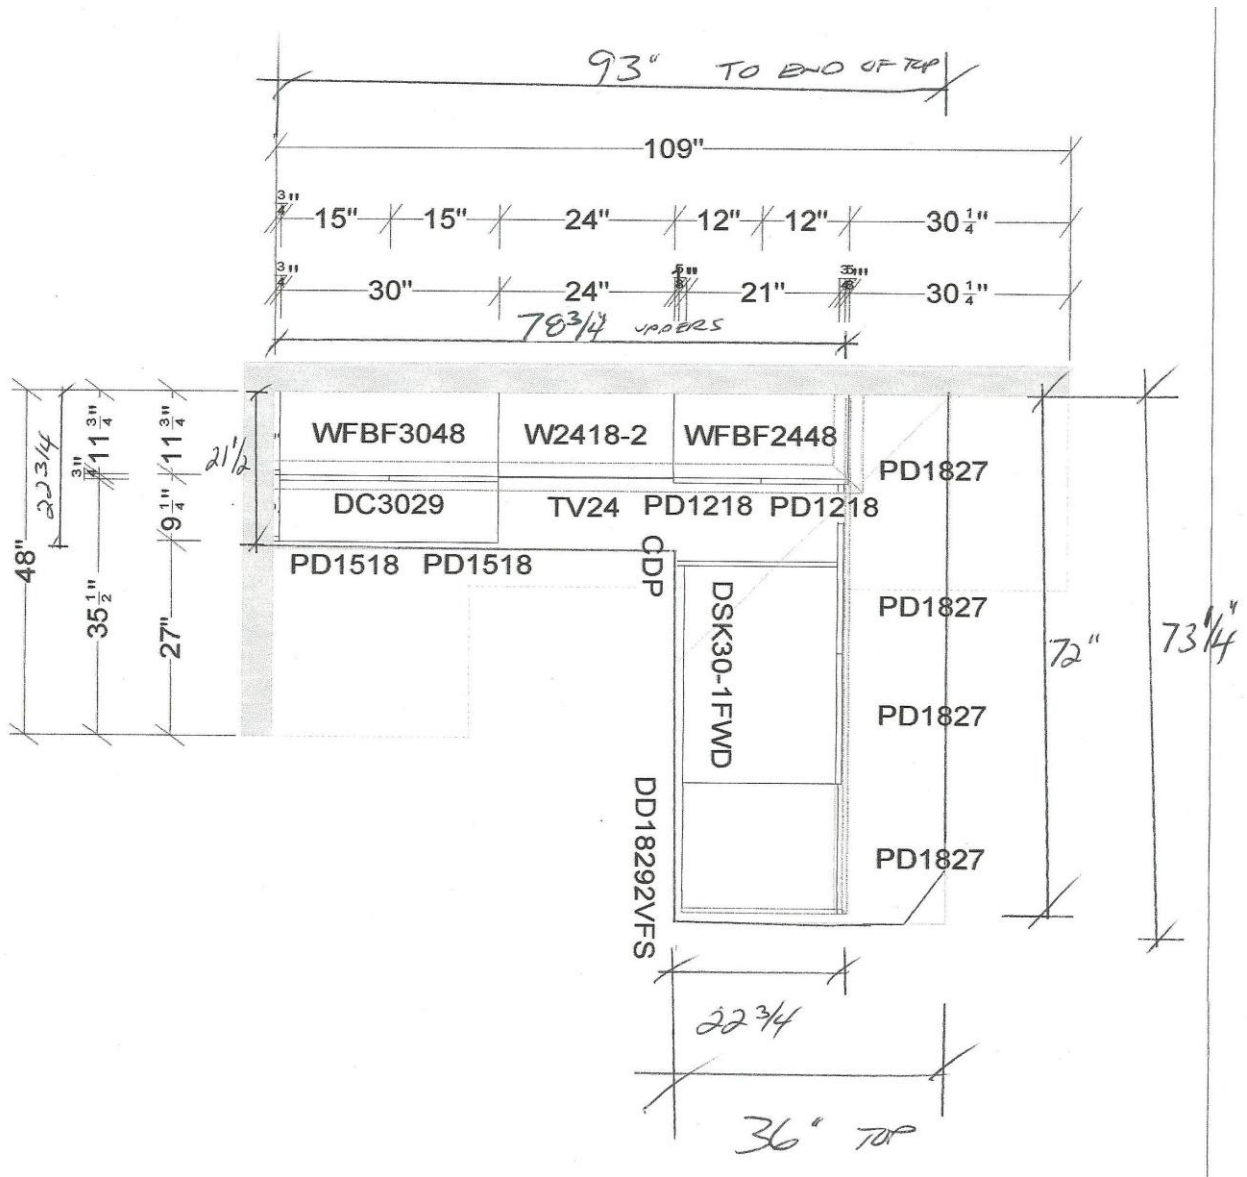 93" TO END OF TOP
109"
3/4" 15" 15" 24" 12" 12" 30 1/4"
3/4" 30" 24" 21" 30 1/4"
78 3/4" UPPERS
WFBF3048 W2418-2 WFBF2448
PD1827
DC3029 TV24 PD1218 PD1218
PD1518 PD1518
CDP
DSK30-1FWD
DD18292VFS
PD1827
PD1827
PD1827
48"
22 3/4
3/4" 11 3/4"
35 1/2"
11 3/4"
9 1/4"
27"
21 1/2
72"
73 1/4"
22 3/4
36" TOP